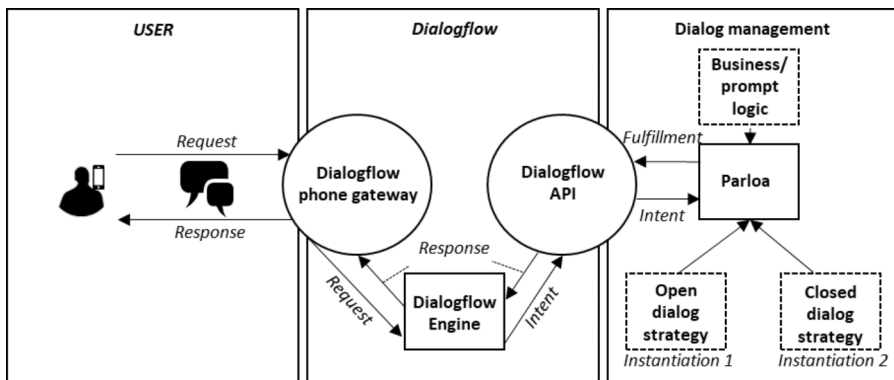 USER
Dialogflow
Dialog management
Business/
prompt
logic
Request
Fulfillment
Dialogflow
phone gateway
Dialogflow
API
Parloa
Response
Intent
Response
Request
Dialogflow
Engine
Intent
Open
dialog
strategy
Closed
dialog
strategy
Instantiation 1
Instantiation 2